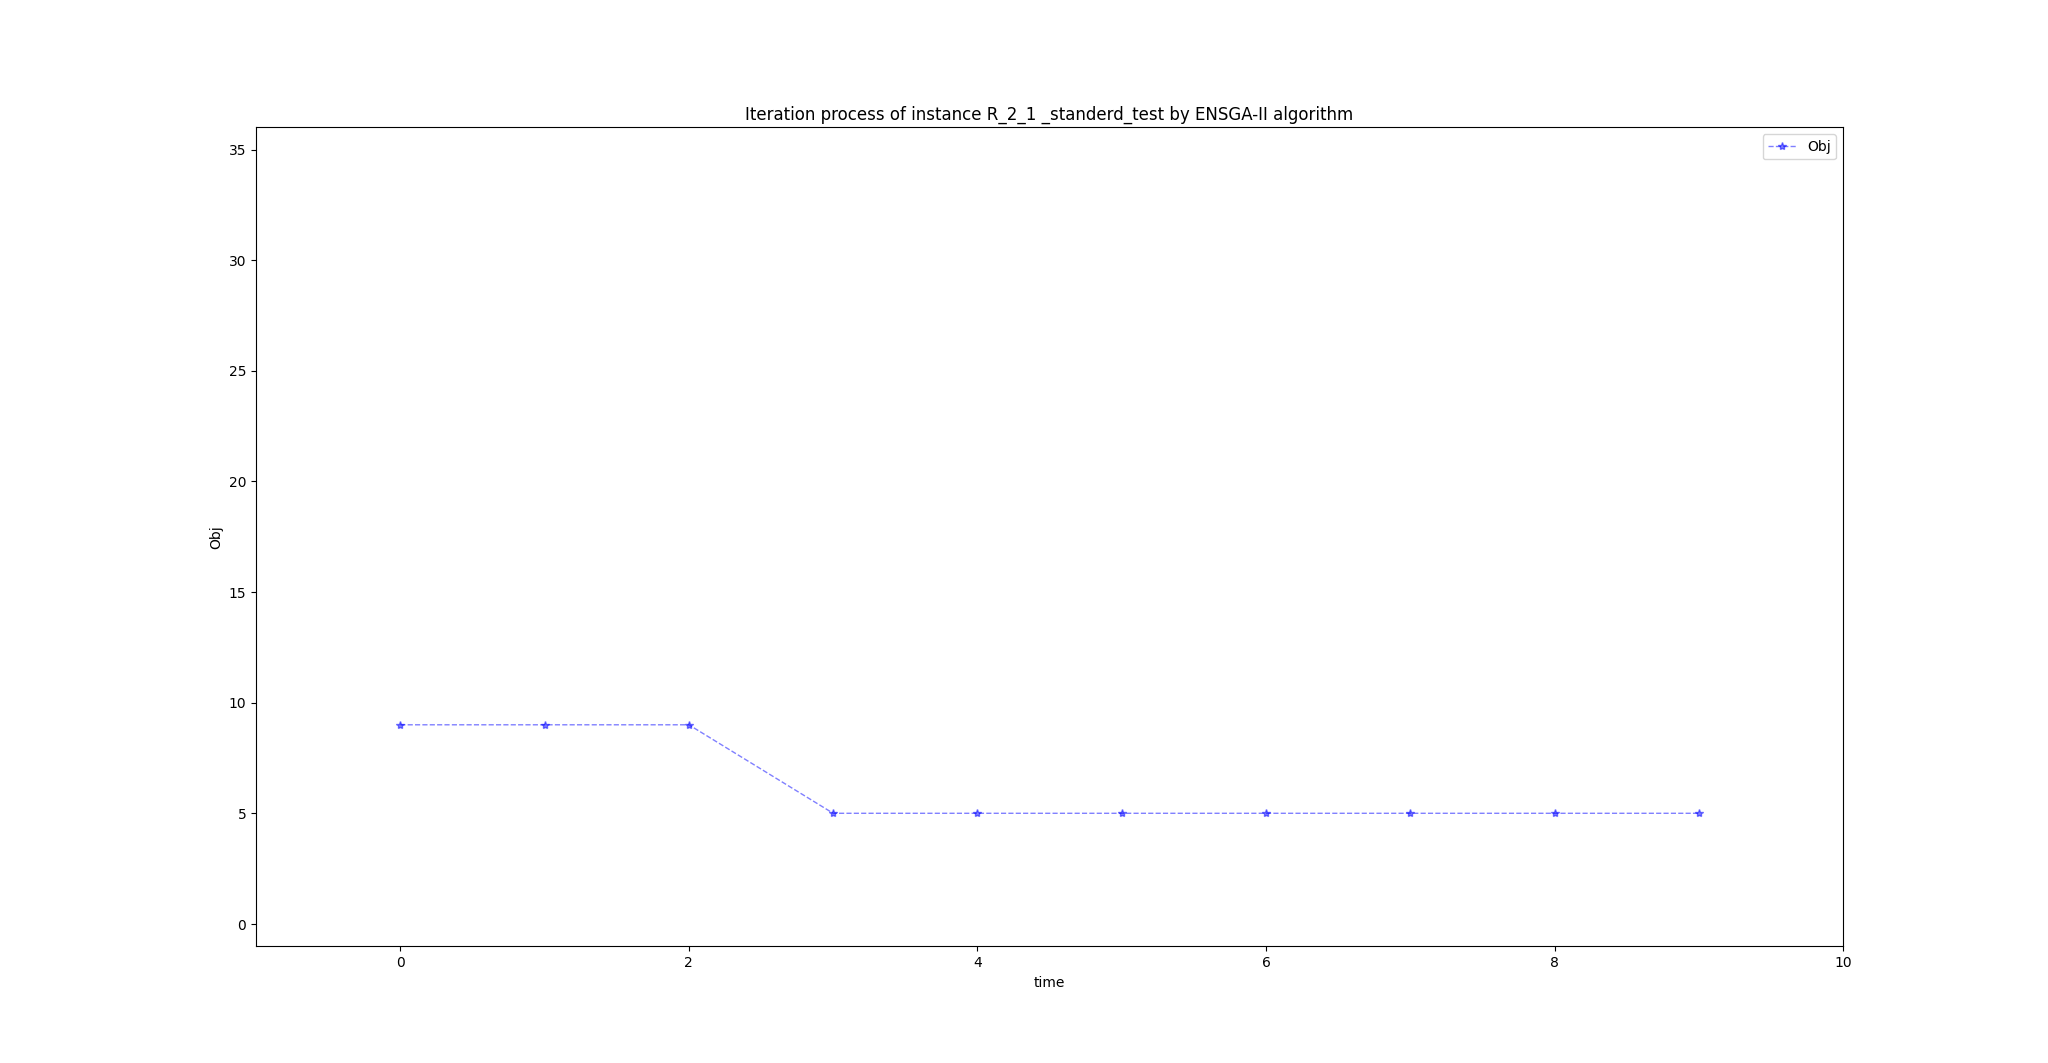 Iteration process of instance R_2_1 _standerd_test by ENSGA-II algorithm
Obj
35
30
25
20
15
10
5
0
Obj
0 2 4 6 8 10
time